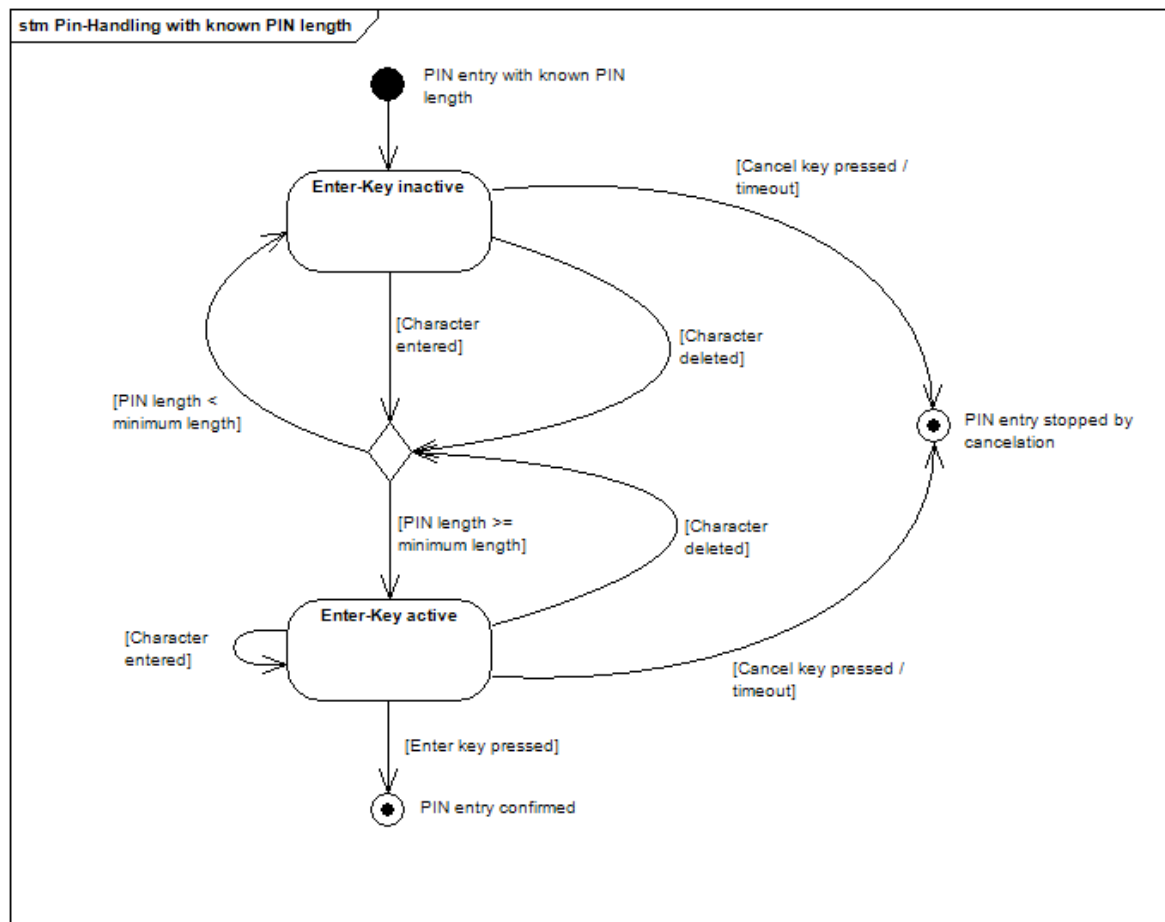 stm Pin-Handling with known PIN length
PIN entry with known PIN
length
[Cancel key pressed /
timeout]
Enter-Key inactive
[Character
entered]
[Character
deleted]
[PIN length <
minimum length]
PIN entry stopped by
cancelation
[PIN length >=
minimum length]
[Character
deleted]
Enter-Key active
[Character
entered]
[Cancel key pressed /
timeout]
[Enter key pressed]
PIN entry confirmed